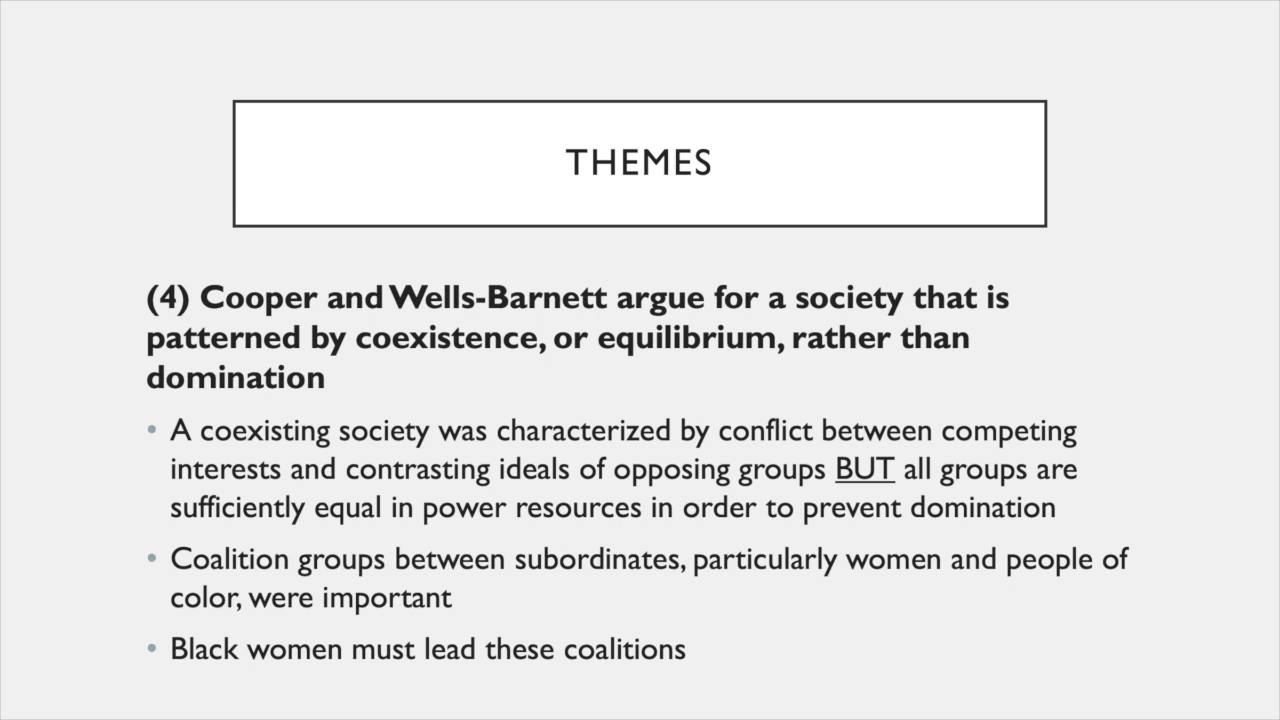 THEMES
(4) Cooper and Wells-Barnett argue for a society that is
patterned by coexistence, or equilibrium, rather than
domination
• A coexisting society was characterized by conflict between competing
interests and contrasting ideals of opposing groups BUT all groups are
sufficiently equal in power resources in order to prevent domination
• Coalition groups between subordinates, particularly women and people of
color, were important
• Black women must lead these coalitions